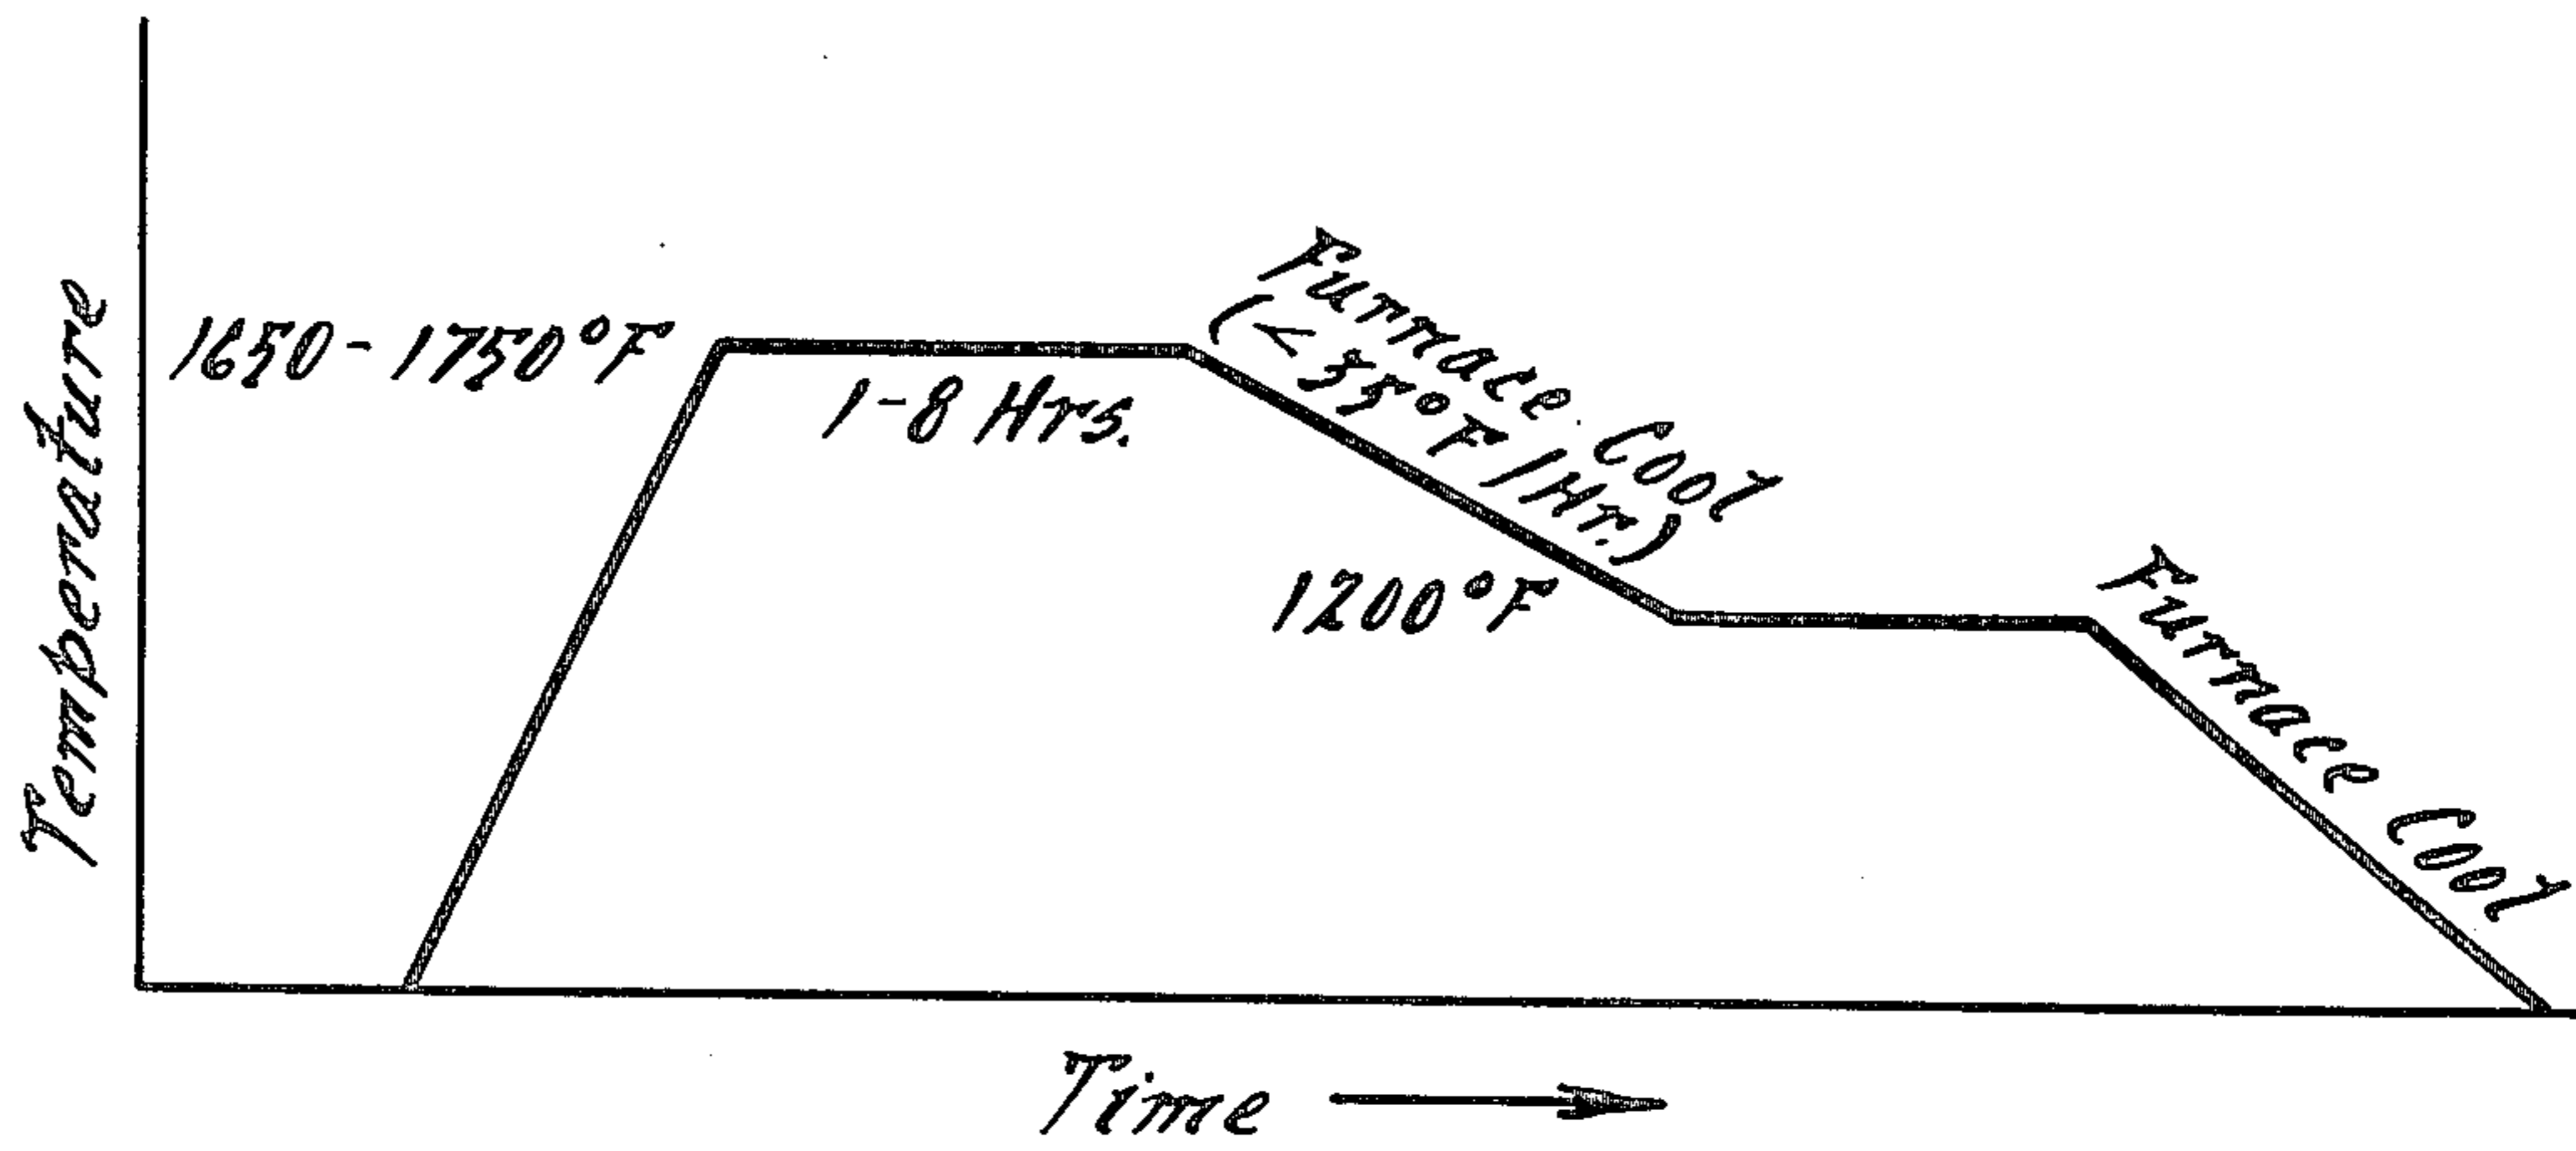 Temperature
1650-1750°F
1-8 Hrs.
Furnace Cool
(<35°F/Hr.)
1200°F
Furnace Cool
Time